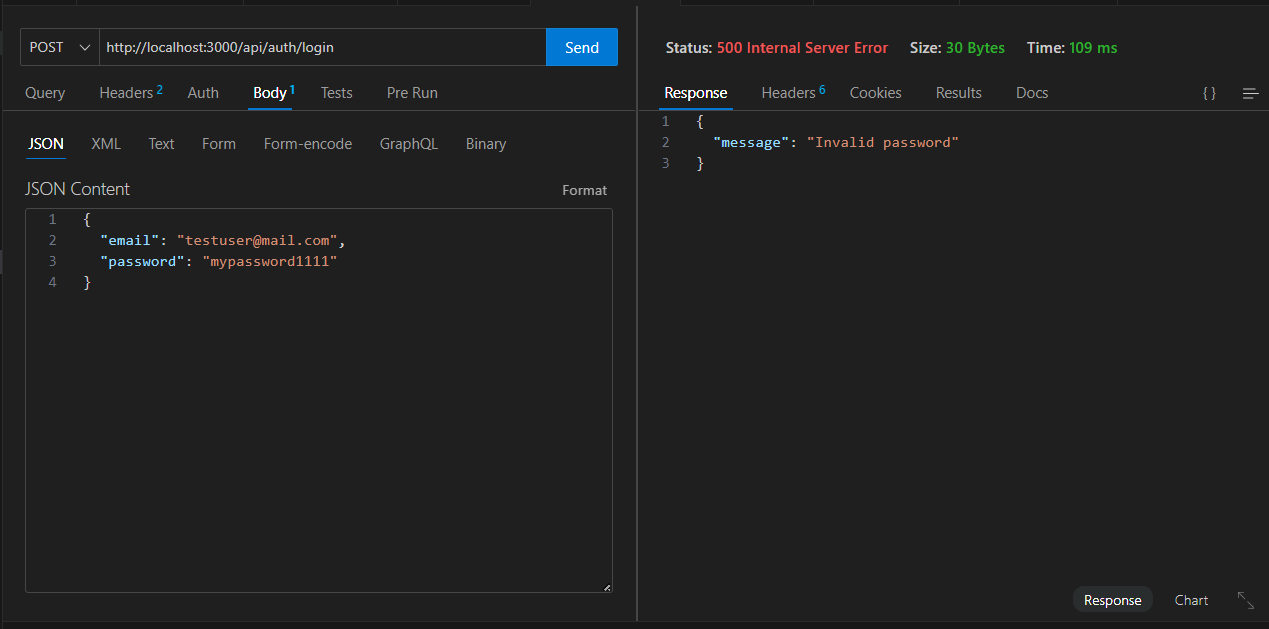 POST http://localhost:3000/api/auth/login Send
Query Headers 2 Auth Body 1 Tests Pre Run
JSON XML Text Form Form-encode GraphQL Binary
JSON Content Format
1 {
2 "email": "testuser@mail.com",
3 "password": "mypassword1111"
4 }
Status: 500 Internal Server Error Size: 30 Bytes Time: 109 ms
Response Headers 6 Cookies Results Docs { }
1 {
2 "message": "Invalid password"
3 }
Response Chart